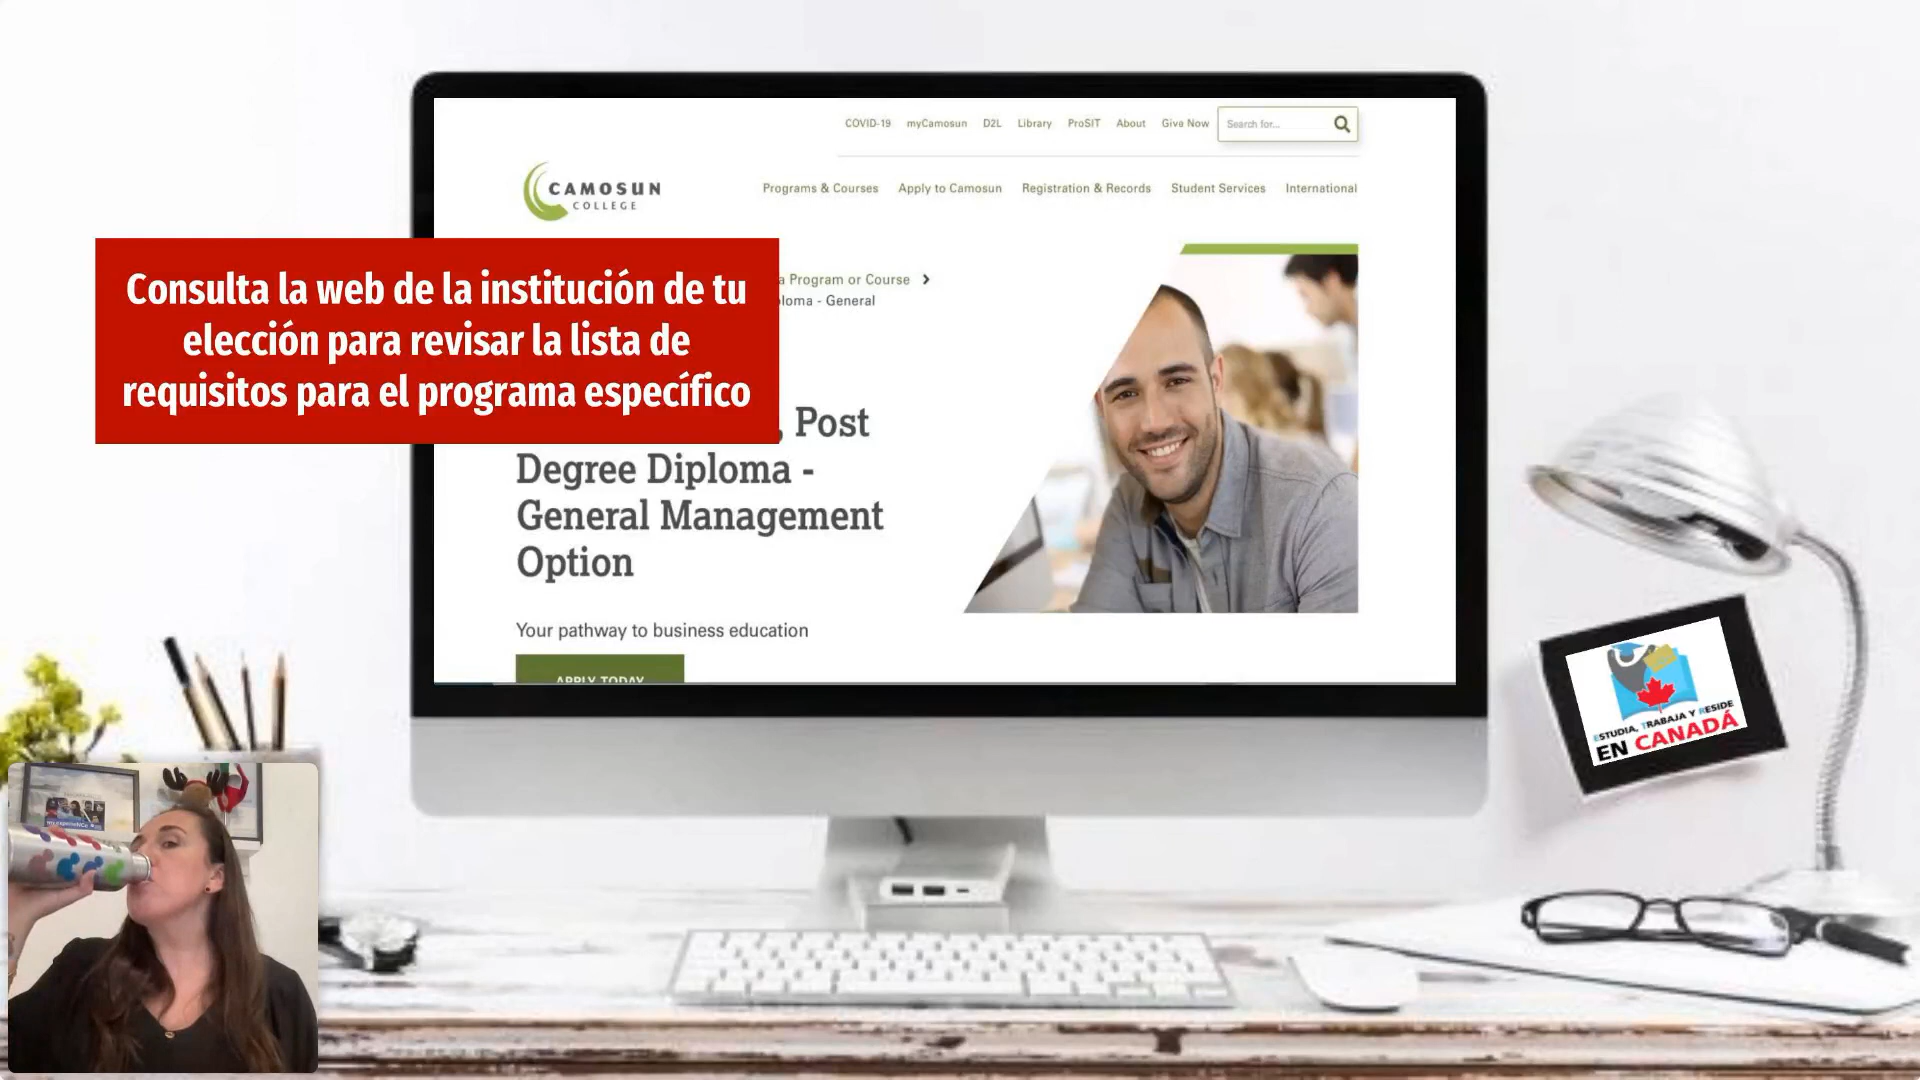 COVID-19 myCamosun D2L Library ProSIT About Give Now Search for...
CAMOSUN
COLLEGE
Programs & Courses Apply to Camosun Registration & Records Student Services International
Consulta la web de la institución de tu
elección para revisar la lista de
requisitos para el programa específico
a Program or Course
- General
, Post
Degree Diploma -
General Management
Option
Your pathway to business education
APPLY TODAY
ESTUDIA, TRABAJA Y RESIDE
EN CANADÁ